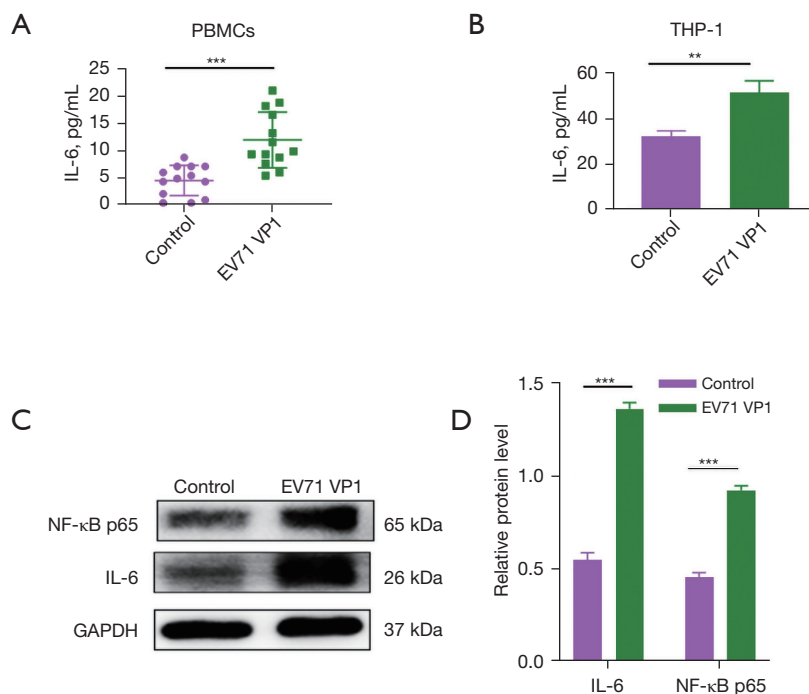 A
PBMCs
***
25
20
15
10
5
0
IL-6, pg/mL
Control
EV71 VP1
B
THP-1
**
60
40
20
0
IL-6, pg/mL
Control
EV71 VP1
C
Control EV71 VP1
NF-κB p65 65 kDa
IL-6 26 kDa
GAPDH 37 kDa
D
Control
EV71 VP1
***
***
1.5
1.0
0.5
0.0
Relative protein level
IL-6 NF-κB p65